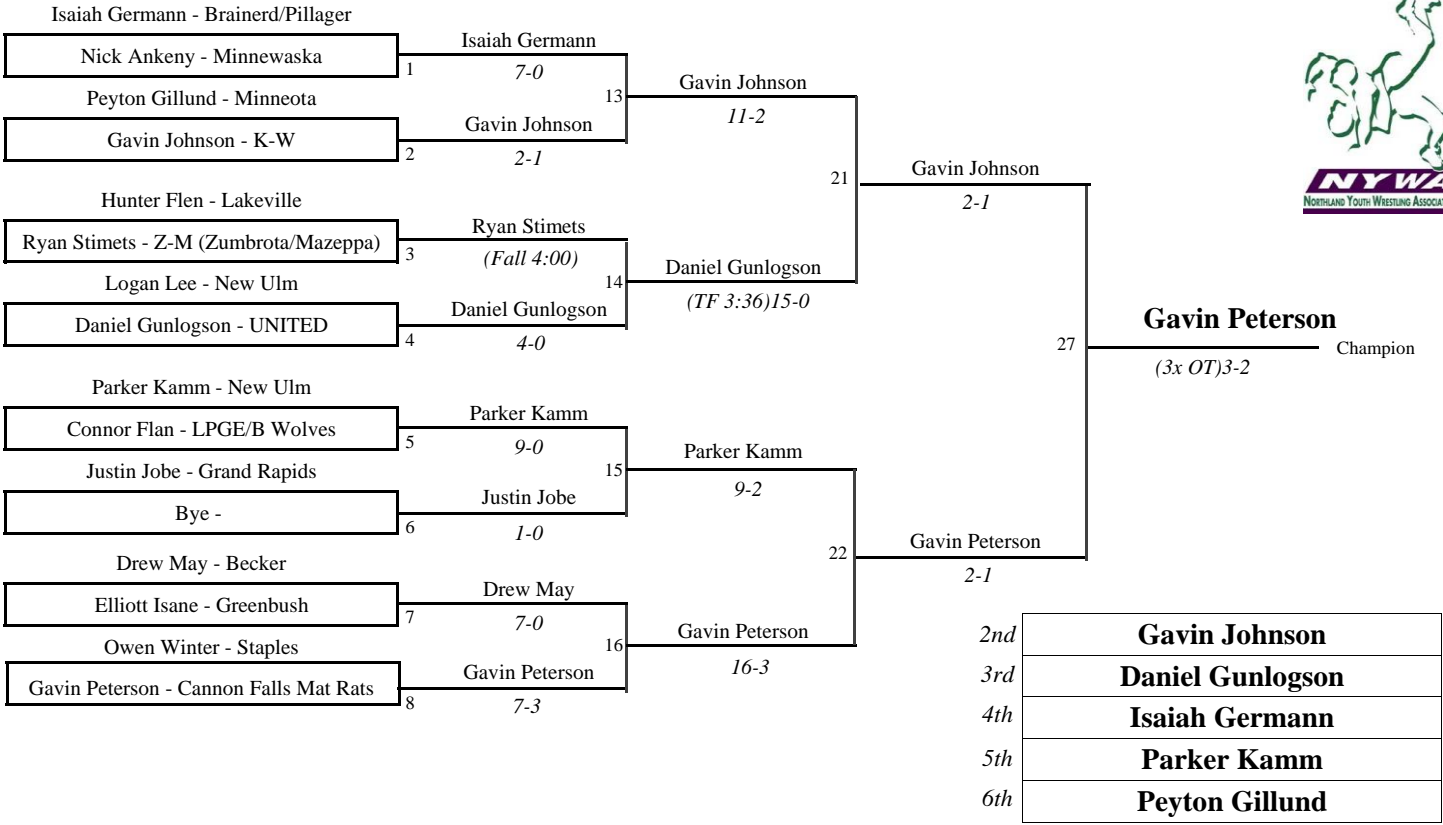 Isaiah Germann - Brainerd/Pillager
Nick Ankeny - Minnewaska
1
Isaiah Germann
7-0
Peyton Gillund - Minneota
Gavin Johnson - K-W
2
Gavin Johnson
2-1
13
Gavin Johnson
11-2
Hunter Flen - Lakeville
Ryan Stimets - Z-M (Zumbrota/Mazeppa)
3
Ryan Stimets
(Fall 4:00)
Logan Lee - New Ulm
Daniel Gunlogson - UNITED
4
Daniel Gunlogson
4-0
14
Daniel Gunlogson
(TF 3:36)15-0
21
Gavin Johnson
2-1
Parker Kamm - New Ulm
Connor Flan - LPGE/B Wolves
5
Parker Kamm
9-0
Justin Jobe - Grand Rapids
Bye -
6
Justin Jobe
1-0
15
Parker Kamm
9-2
Drew May - Becker
Elliott Isane - Greenbush
7
Drew May
7-0
Owen Winter - Staples
Gavin Peterson - Cannon Falls Mat Rats
8
Gavin Peterson
7-3
16
Gavin Peterson
16-3
22
Gavin Peterson
2-1
27
Gavin Peterson
Champion
(3x OT)3-2
NYWA
NORTHLAND YOUTH WRESTLING
2nd Gavin Johnson
3rd Daniel Gunlogson
4th Isaiah Germann
5th Parker Kamm
6th Peyton Gillund